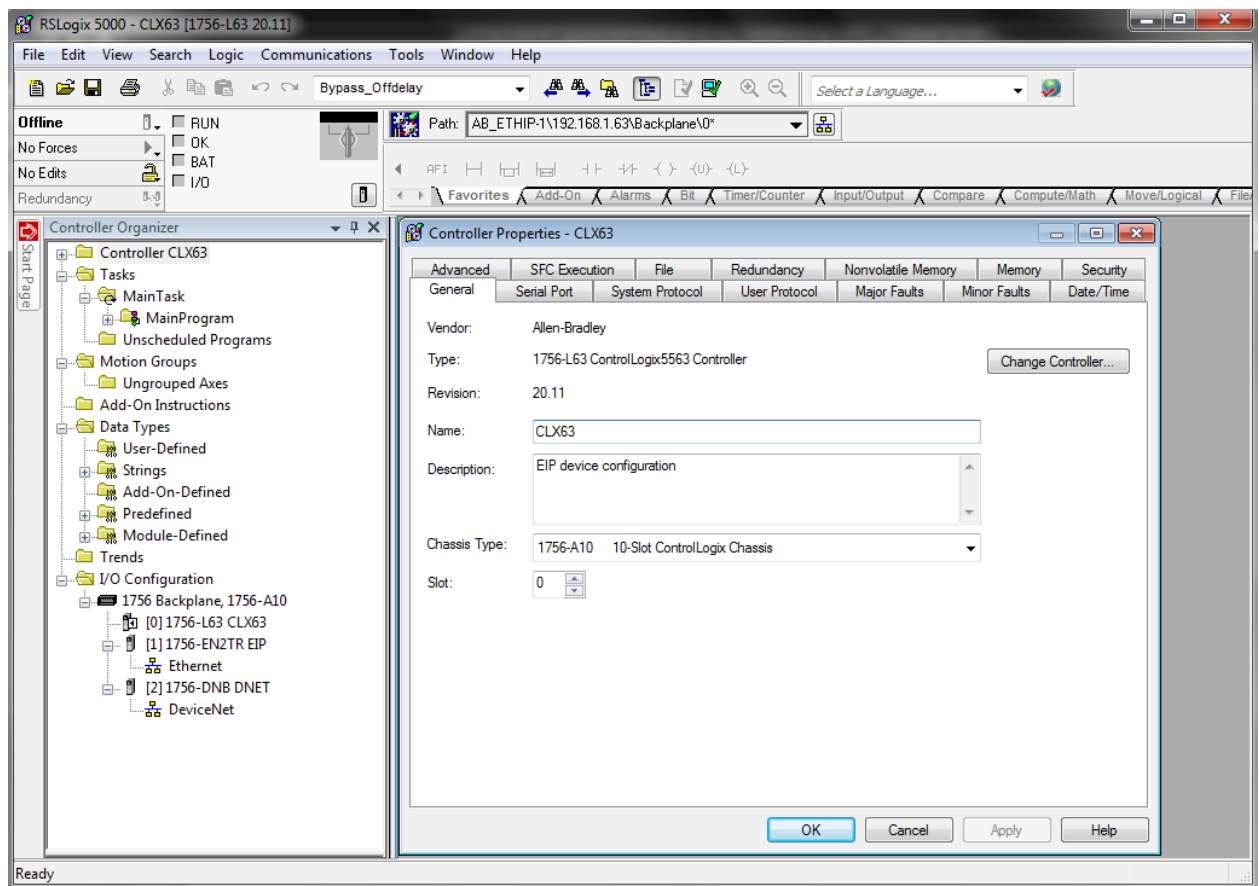 RSLogix 5000 - CLX63 [1756-L63 20.11]
File Edit View Search Logic Communications Tools Window Help
Bypass_Offdelay
Select a Language...
Offline
RUN
No Forces
OK
No Edits
BAT
Redundancy
I/O
Path: AB_ETHIP-1\192.168.1.63\Backplane\0*
AFI
(U)
(L)
Favorites Add-On Alarms Bit Timer/Counter Input/Output Compare Compute/Math Move/Logical File
Start Page
Controller Organizer
Controller CLX63
Tasks
MainTask
MainProgram
Unscheduled Programs
Motion Groups
Ungrouped Axes
Add-On Instructions
Data Types
User-Defined
Strings
Add-On-Defined
Predefined
Module-Defined
Trends
I/O Configuration
1756 Backplane, 1756-A10
[0] 1756-L63 CLX63
[1] 1756-EN2TR EIP
Ethernet
[2] 1756-DNB DNET
DeviceNet
Controller Properties - CLX63
Advanced SFC Execution File Redundancy Nonvolatile Memory Memory Security
General Serial Port System Protocol User Protocol Major Faults Minor Faults Date/Time
Vendor: Allen-Bradley
Type: 1756-L63 ControlLogix5563 Controller
Change Controller...
Revision: 20.11
Name: CLX63
Description: EIP device configuration
Chassis Type: 1756-A10 10-Slot ControlLogix Chassis
Slot: 0
OK Cancel Apply Help
Ready